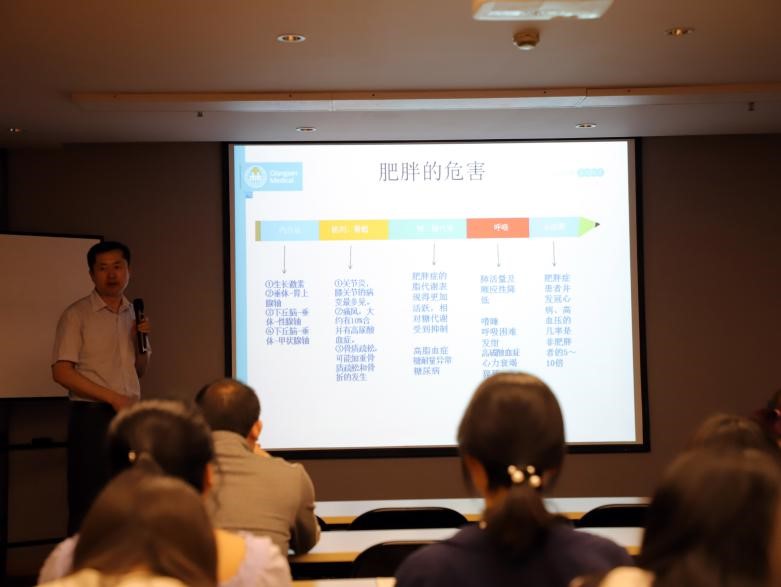 肥胖的危害
Medical
内分泌
呼吸
①生长激素
②垂体-肾上
腺轴
③下丘脑-垂
体-性腺轴
④下丘脑-垂
体-甲状腺轴
①关节炎,
膝关节的病
变最多见。
②痛风,大
约有10%合
并有高尿酸
血症。
③骨质疏松,
可能加重骨
质疏松和骨
折的发生
肥胖症的
脂代谢表
现得更加
活跃,相
对糖代谢
受到抑制
高脂血症
糖耐量异常
糖尿病
肺活量及
顺应性降
低
嗜睡
呼吸困难
发绀
高碳酸血症
心力衰竭
肥胖症
患者并
发冠心
病、高
血压的
几率是
非肥胖
者的5～
10倍